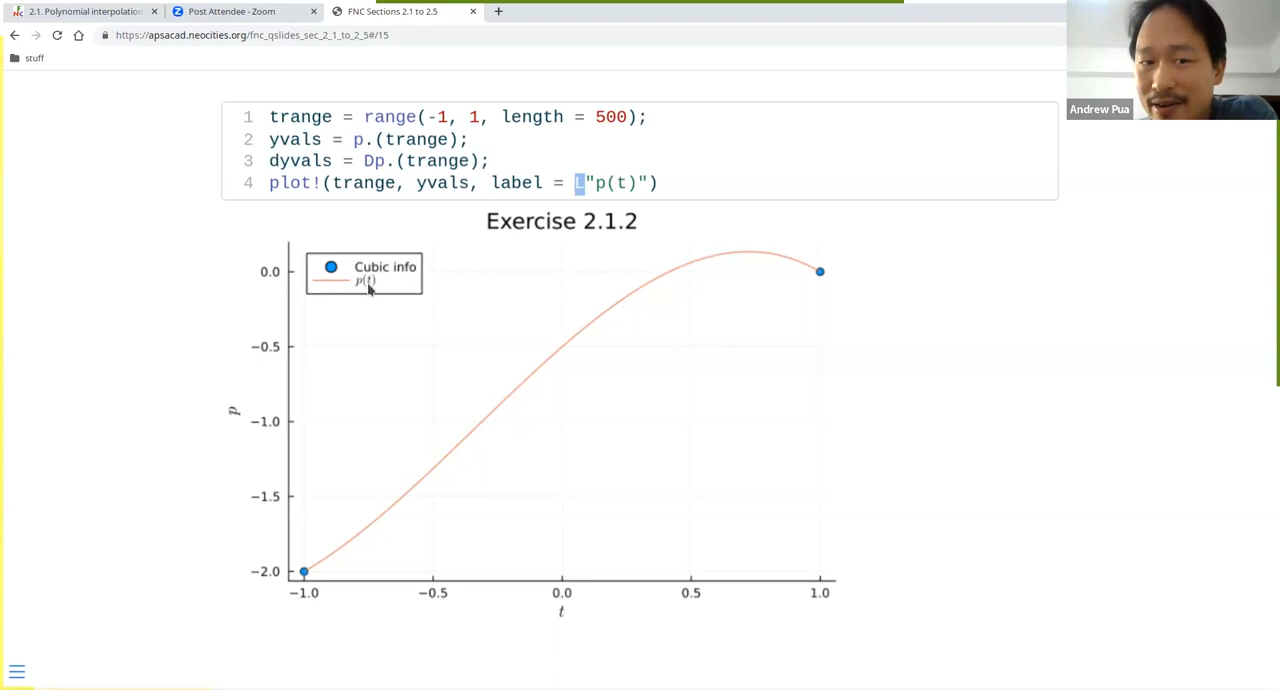 2.1. Polynomial interpolation
Post Attendee - Zoom
FNC Sections 2.1 to 2.5
https://apsacad.neocities.org/fnc_qslides_sec_2_1_to_2_5#/15
stuff
Andrew Pua
1 trange = range(-1, 1, length = 500);
2 yvals = p.(trange);
3 dyvals = Dp.(trange);
4 plot!(trange, yvals, label = L"p(t)")
Exercise 2.1.2
Cubic info
p(t)
0.0
−0.5
−1.0
−1.5
−2.0
p
−1.0 −0.5 0.0 0.5 1.0
t